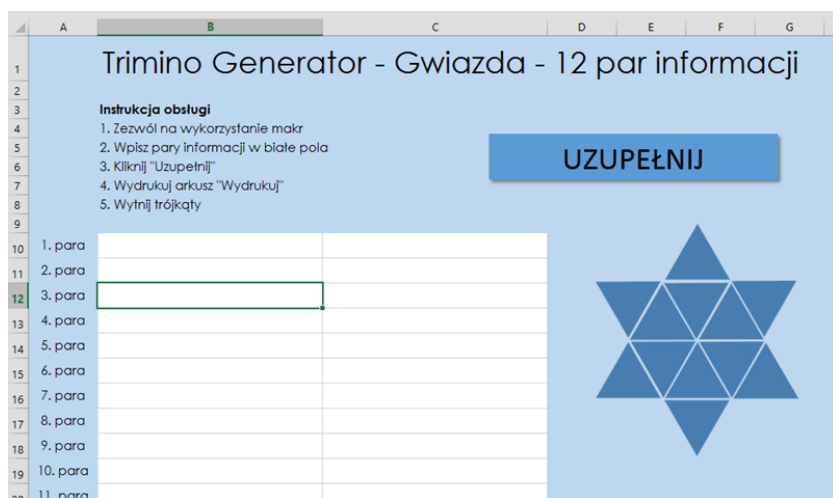 A B C D E F G
1 Trimino Generator - Gwiazda - 12 par informacji
2
3 Instrukcja obsługi
4 1. Zezwól na wykorzystanie makr
5 2. Wpisz pary informacji w białe pola
6 3. Kliknij "Uzupełnij"
7 4. Wydrukuj arkusz "Wydrukuj"
8 5. Wytnij trójkąty
UZUPEŁNIJ
9
10 1. para
11 2. para
12 3. para
13 4. para
14 5. para
15 6. para
16 7. para
17 8. para
18 9. para
19 10. para
20 11. para